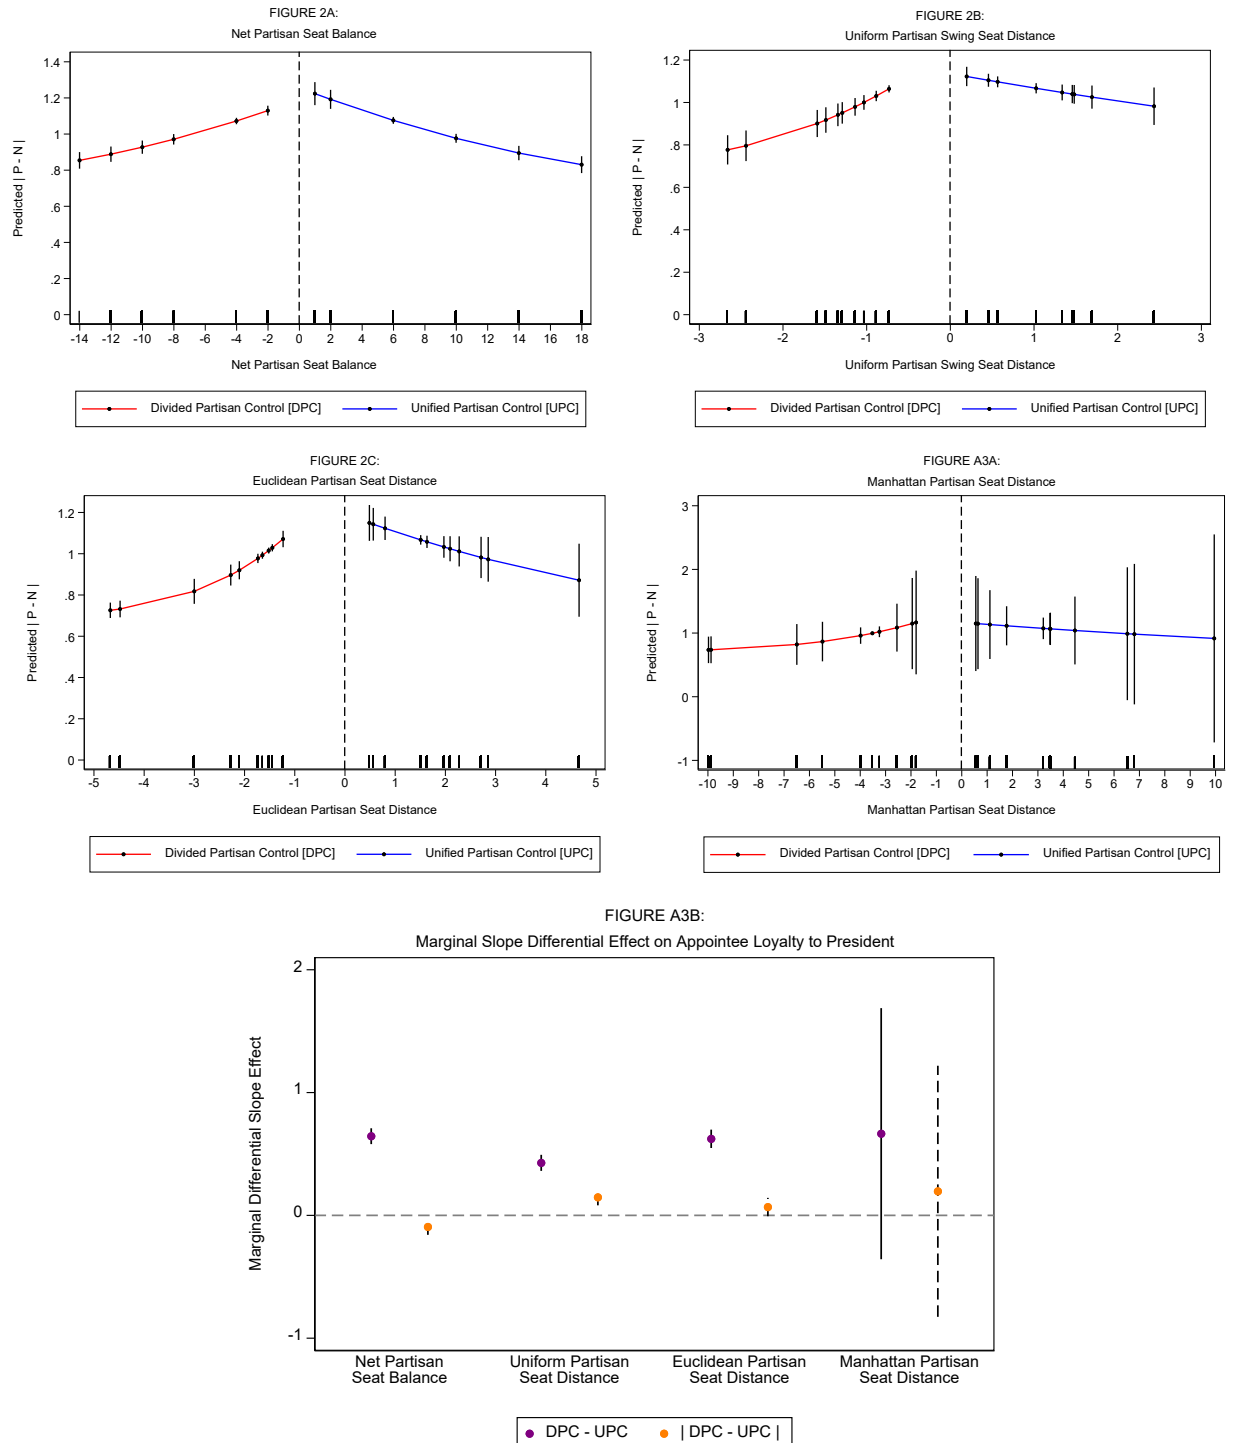 FIGURE 2A:
Net Partisan Seat Balance
Predicted | P - N |
1.4
1.2
1
.8
.6
.4
.2
0
-14 -12 -10 -8 -6 -4 -2 0 2 4 6 8 10 12 14 16 18
Net Partisan Seat Balance
Divided Partisan Control [DPC] Unified Partisan Control [UPC]
FIGURE 2B:
Uniform Partisan Swing Seat Distance
Predicted | P - N |
1.2
1
.8
.6
.4
.2
0
-3 -2 -1 0 1 2 3
Uniform Partisan Swing Seat Distance
Divided Partisan Control [DPC] Unified Partisan Control [UPC]
FIGURE 2C:
Euclidean Partisan Seat Distance
Predicted | P - N |
1.2
1
.8
.6
.4
.2
0
-5 -4 -3 -2 -1 0 1 2 3 4 5
Euclidean Partisan Seat Distance
Divided Partisan Control [DPC] Unified Partisan Control [UPC]
FIGURE A3A:
Manhattan Partisan Seat Distance
Predicted | P - N |
3
2
1
0
-1
-10 -9 -8 -7 -6 -5 -4 -3 -2 -1 0 1 2 3 4 5 6 7 8 9 10
Manhattan Partisan Seat Distance
Divided Partisan Control [DPC] Unified Partisan Control [UPC]
FIGURE A3B:
Marginal Slope Differential Effect on Appointee Loyalty to President
Marginal Differential Slope Effect
2
1
0
-1
Net Partisan Uniform Partisan Euclidean Partisan Manhattan Partisan
Seat Balance Seat Distance Seat Distance Seat Distance
DPC - UPC | DPC - UPC |